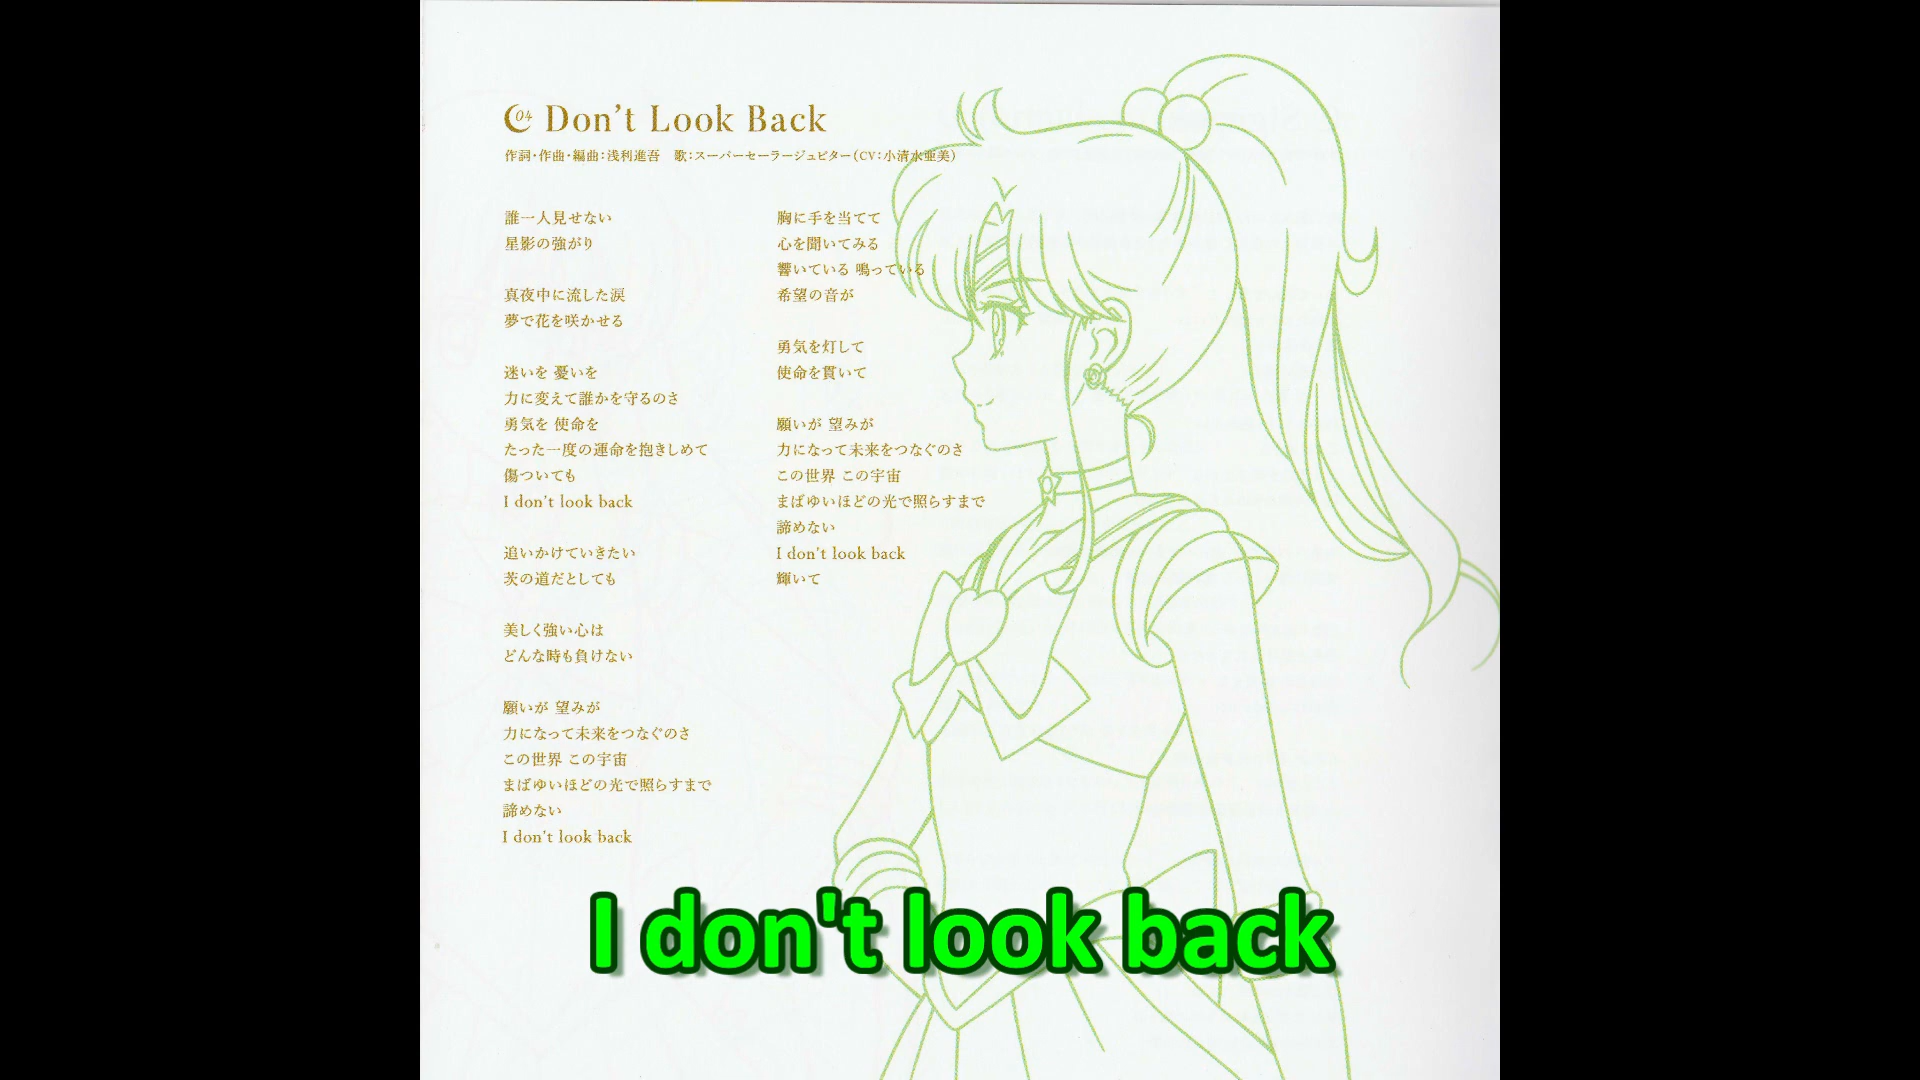 04 Don't Look Back
作詞・作曲・編曲：浅利進吾　歌：スーパーセーラージュピター（CV：小清水亜美）
誰一人見せない
星影の強がり
真夜中に流した涙
夢で花を咲かせる
迷いを 憂いを
力に変えて誰かを守るのさ
勇気を 使命を
たった一度の運命を抱きしめて
傷ついても
I don't look back
追いかけていきたい
茨の道だとしても
美しく強い心は
どんな時も負けない
願いが 望みが
力になって未来をつなぐのさ
この世界 この宇宙
まばゆいほどの光で照らすまで
諦めない
I don't look back
胸に手を当てて
心を聞いてみる
響いている 鳴っている
希望の音が
勇気を灯して
使命を貫いて
願いが 望みが
力になって未来をつなぐのさ
この世界 この宇宙
まばゆいほどの光で照らすまで
諦めない
I don't look back
輝いて
I don't look back